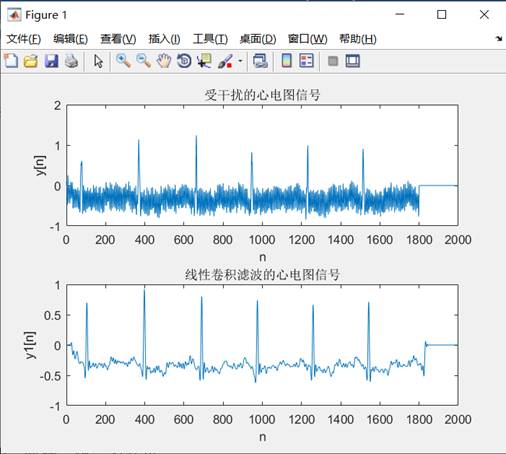 Figure 1
文件(F) 编辑(E) 查看(V) 插入(I) 工具(T) 桌面(D) 窗口(W) 帮助(H)
受干扰的心电图信号
2
1
0
-1
y[n]
0 200 400 600 800 1000 1200 1400 1600 1800 2000
n
线性卷积滤波的心电图信号
1
0.5
0
-0.5
-1
y1[n]
0 200 400 600 800 1000 1200 1400 1600 1800 2000
n